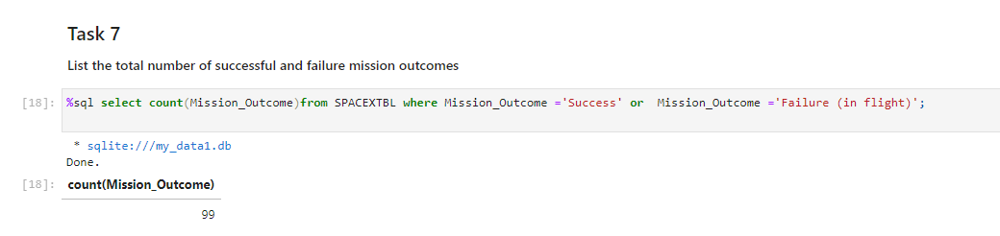 Task 7
List the total number of successful and failure mission outcomes
[18]: %sql select count(Mission_Outcome)from SPACEXTBL where Mission_Outcome ='Success' or  Mission_Outcome ='Failure (in flight)';
* sqlite:///my_data1.db
Done.
[18]: count(Mission_Outcome)
99